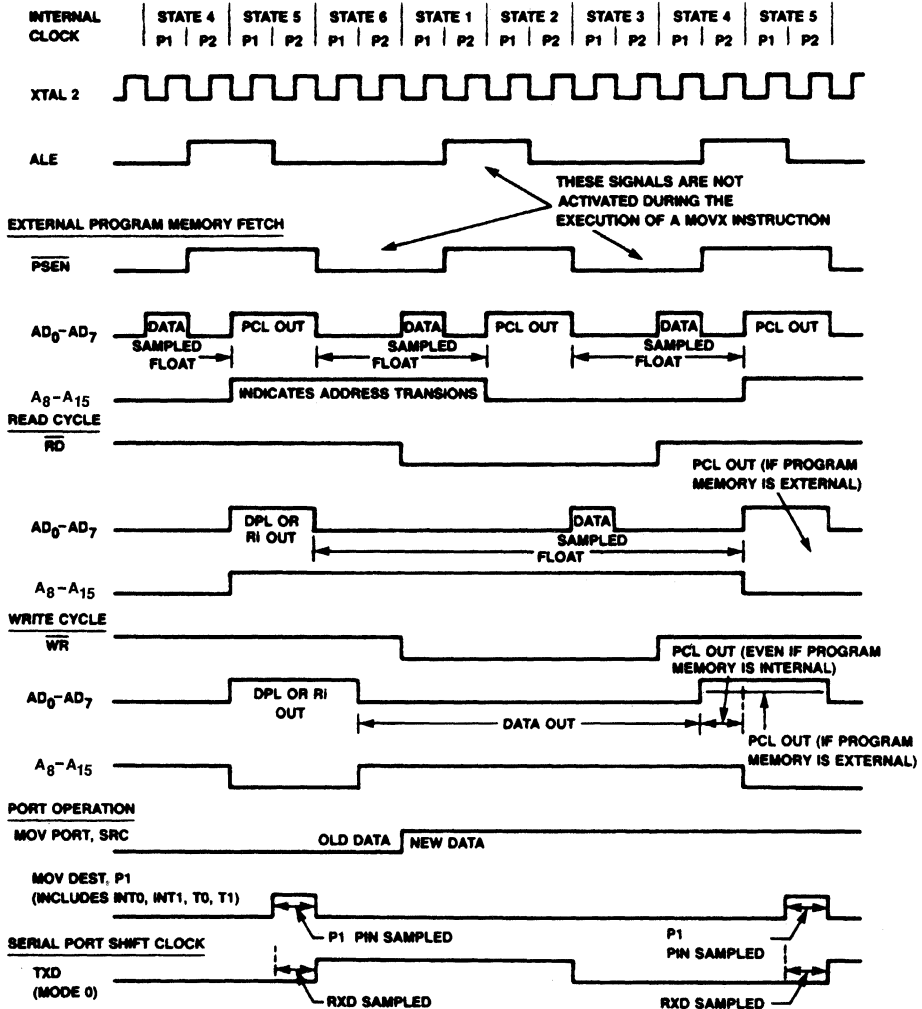 INTERNAL CLOCK
STATE 4 STATE 5 STATE 6 STATE 1 STATE 2 STATE 3 STATE 4 STATE 5
P1 P2 P1 P2 P1 P2 P1 P2 P1 P2 P1 P2 P1 P2 P1 P2
XTAL 2
ALE
THESE SIGNALS ARE NOT
ACTIVATED DURING THE
EXECUTION OF A MOVX INSTRUCTION
EXTERNAL PROGRAM MEMORY FETCH
PSEN
AD0–AD7
DATA PCL OUT DATA PCL OUT DATA PCL OUT
SAMPLED SAMPLED SAMPLED
FLOAT FLOAT FLOAT
A8–A15
INDICATES ADDRESS TRANSIONS
READ CYCLE
RD
PCL OUT (IF PROGRAM
MEMORY IS EXTERNAL)
AD0–AD7
DPL OR
RI OUT
DATA
SAMPLED
FLOAT
A8–A15
WRITE CYCLE
WR
PCL OUT (EVEN IF PROGRAM
MEMORY IS INTERNAL)
AD0–AD7
DPL OR RI
OUT
DATA OUT
PCL OUT (IF PROGRAM
MEMORY IS EXTERNAL)
A8–A15
PORT OPERATION
MOV PORT, SRC
OLD DATA NEW DATA
MOV DEST, P1
(INCLUDES INT0, INT1, T0, T1)
P1 PIN SAMPLED
P1
PIN SAMPLED
SERIAL PORT SHIFT CLOCK
TXD
(MODE 0)
RXD SAMPLED
RXD SAMPLED